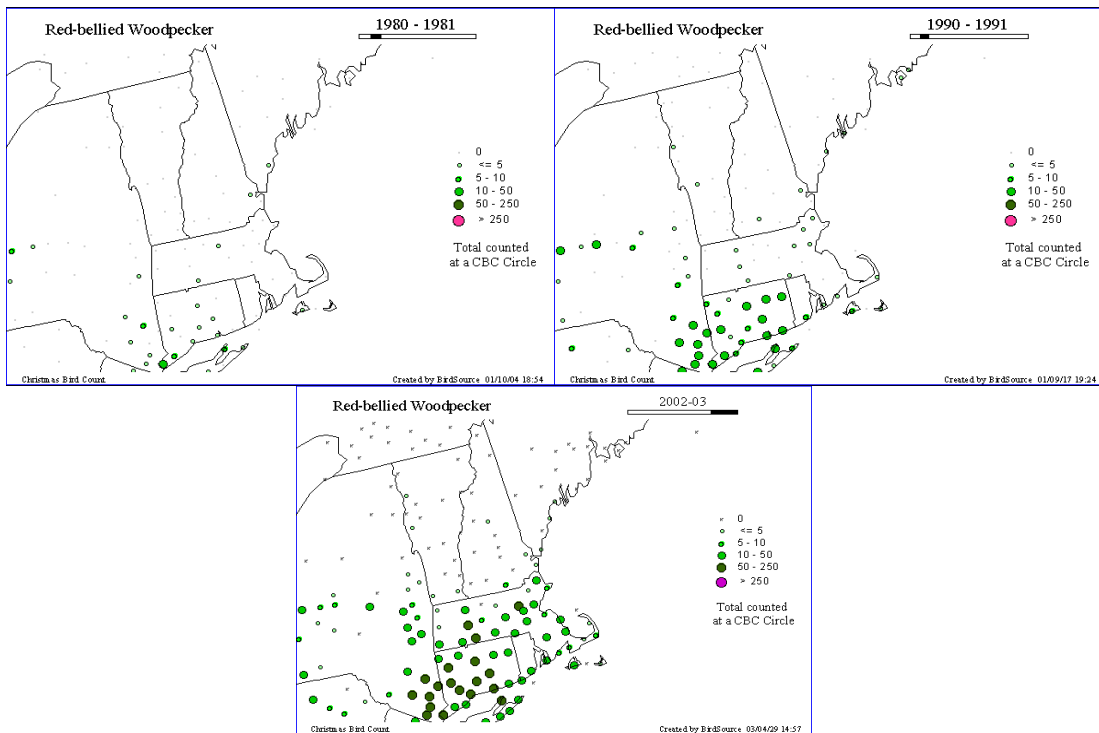 Red-bellied Woodpecker
1980 - 1981
0
<= 5
5 - 10
10 - 50
50 - 250
> 250
Total counted
at a CBC Circle
Christmas Bird Count
Created by BirdSource 01/10/04 18:54
Red-bellied Woodpecker
1990 - 1991
0
<= 5
5 - 10
10 - 50
50 - 250
> 250
Total counted
at a CBC Circle
Christmas Bird Count
Created by BirdSource 01/09/17 19:24
Red-bellied Woodpecker
2002-03
0
<= 5
5 - 10
10 - 50
50 - 250
> 250
Total counted
at a CBC Circle
Christmas Bird Count
Created by BirdSource 03/04/29 14:57